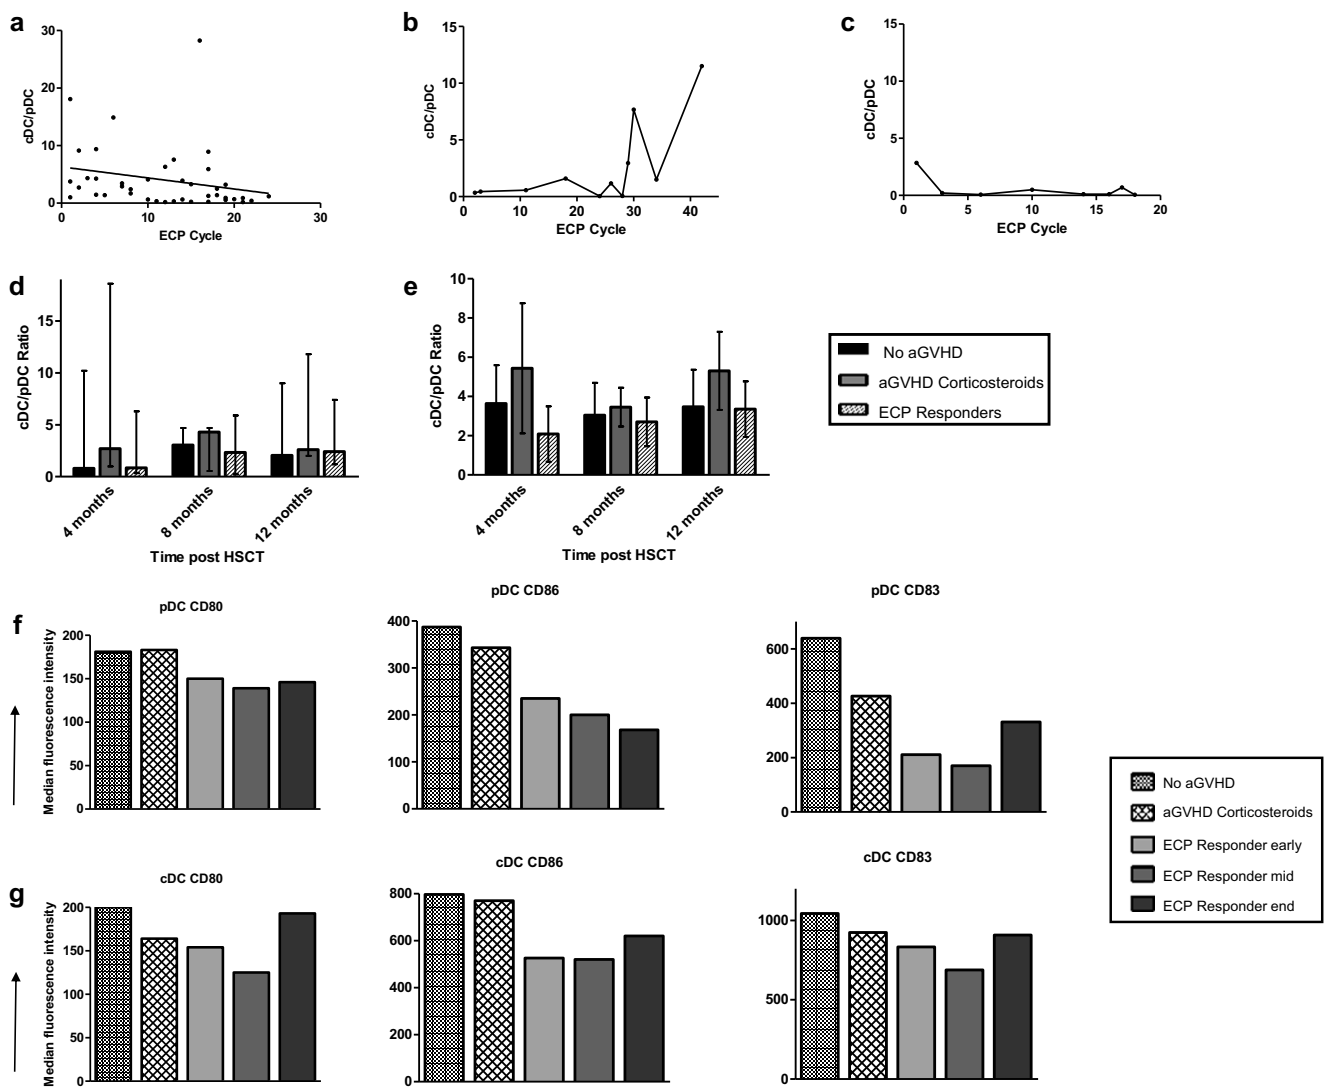 a
30
20
10
0
cDC/pDC
0
10
20
30
ECP Cycle
b
15
10
5
0
cDC/pDC
0
10
20
30
40
ECP Cycle
c
15
10
5
0
cDC/pDC
0
5
10
15
20
ECP Cycle
d
15
10
5
0
cDC/pDC Ratio
4 months
8 months
12 months
Time post HSCT
e
10
8
6
4
2
0
cDC/pDC Ratio
4 months
8 months
12 months
Time post HSCT
No aGVHD
aGVHD Corticosteroids
ECP Responders
f
pDC CD80
Median fluorescence intensity
200
150
100
50
0
pDC CD86
400
300
200
100
0
pDC CD83
600
400
200
0
g
cDC CD80
Median fluorescence intensity
200
150
100
50
0
cDC CD86
800
600
400
200
0
cDC CD83
1000
500
0
No aGVHD
aGVHD Corticosteroids
ECP Responder early
ECP Responder mid
ECP Responder end